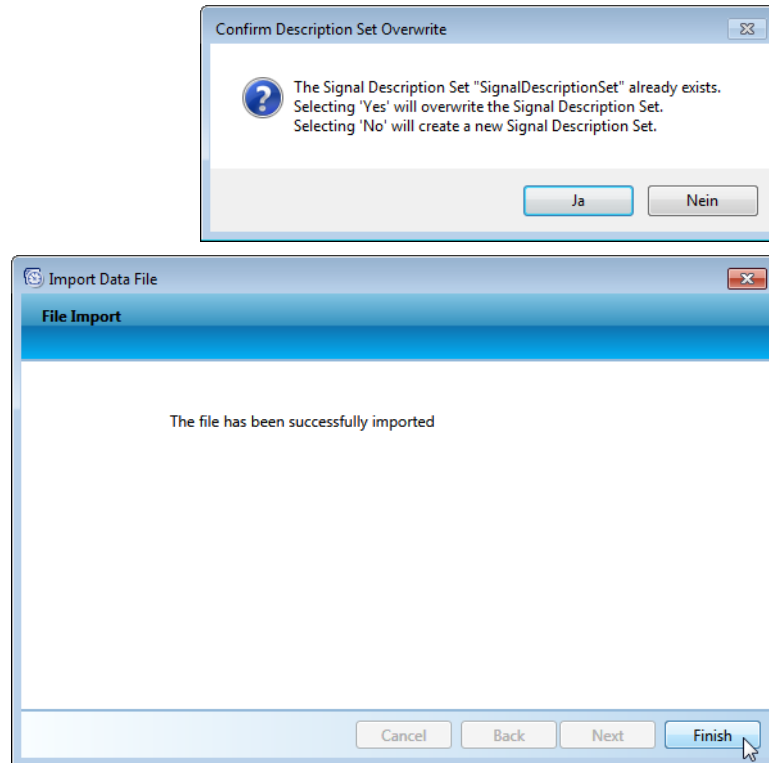 Confirm Description Set Overwrite
The Signal Description Set "SignalDescriptionSet" already exists.
Selecting 'Yes' will overwrite the Signal Description Set.
Selecting 'No' will create a new Signal Description Set.
Ja Nein
Import Data File
File Import
The file has been successfully imported
Cancel Back Next Finish